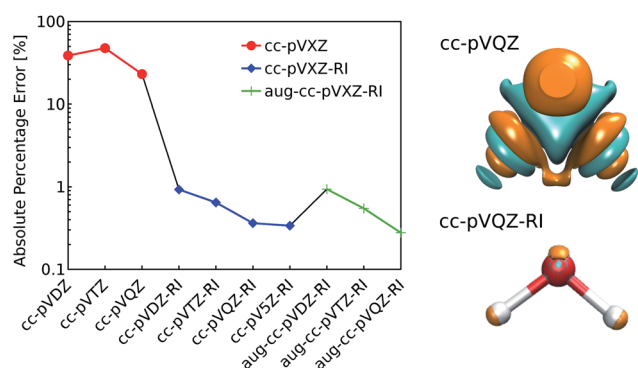 Absolute Percentage Error [%]
100
10
1
0.1
cc-pVXZ
cc-pVXZ-RI
aug-cc-pVXZ-RI
cc-pVDZ
cc-pVTZ
cc-pVQZ
cc-pVDZ-RI
cc-pVTZ-RI
cc-pVQZ-RI
cc-pV5Z-RI
aug-cc-pVDZ-RI
aug-cc-pVTZ-RI
aug-cc-pVQZ-RI
cc-pVQZ
cc-pVQZ-RI